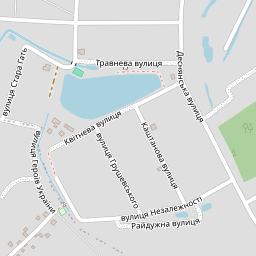 Травнева вулиця
вулиця Стара Гать
Деснянська вулиця
Квітнева вулиця
Каштанова вулиця
вулиця Грушевського
вулиця Героїв України
вулиця Незалежності
Райдужна вулиця